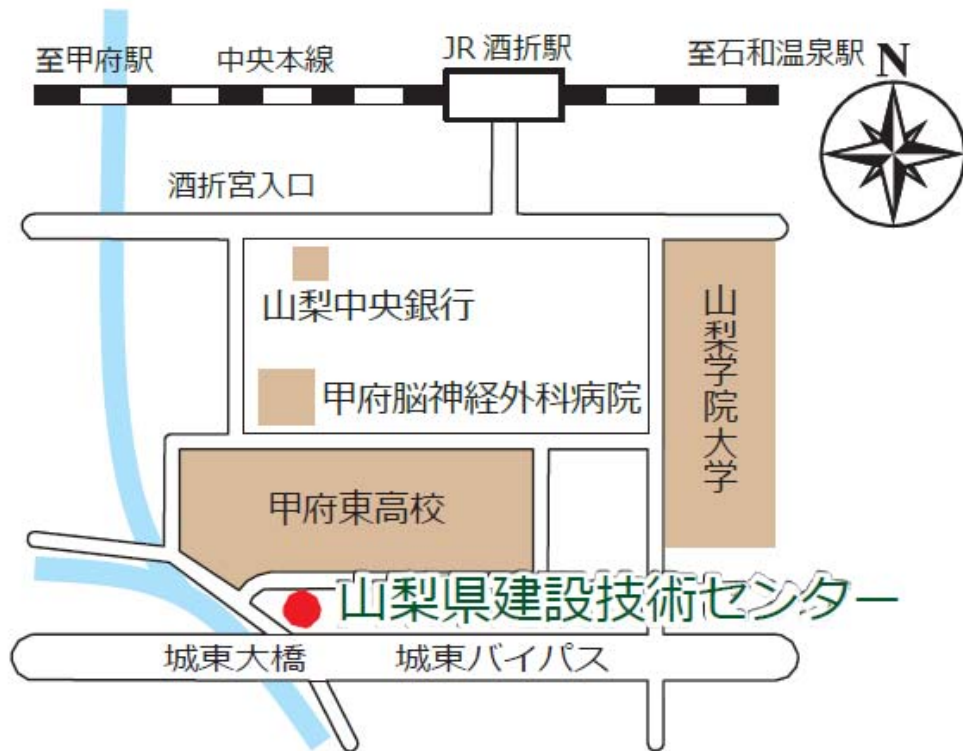 至甲府駅
中央本線
JR 酒折駅
至石和温泉駅
N
酒折宮入口
山梨中央銀行
山梨学院大学
甲府脳神経外科病院
甲府東高校
山梨県建設技術センター
城東大橋
城東バイパス